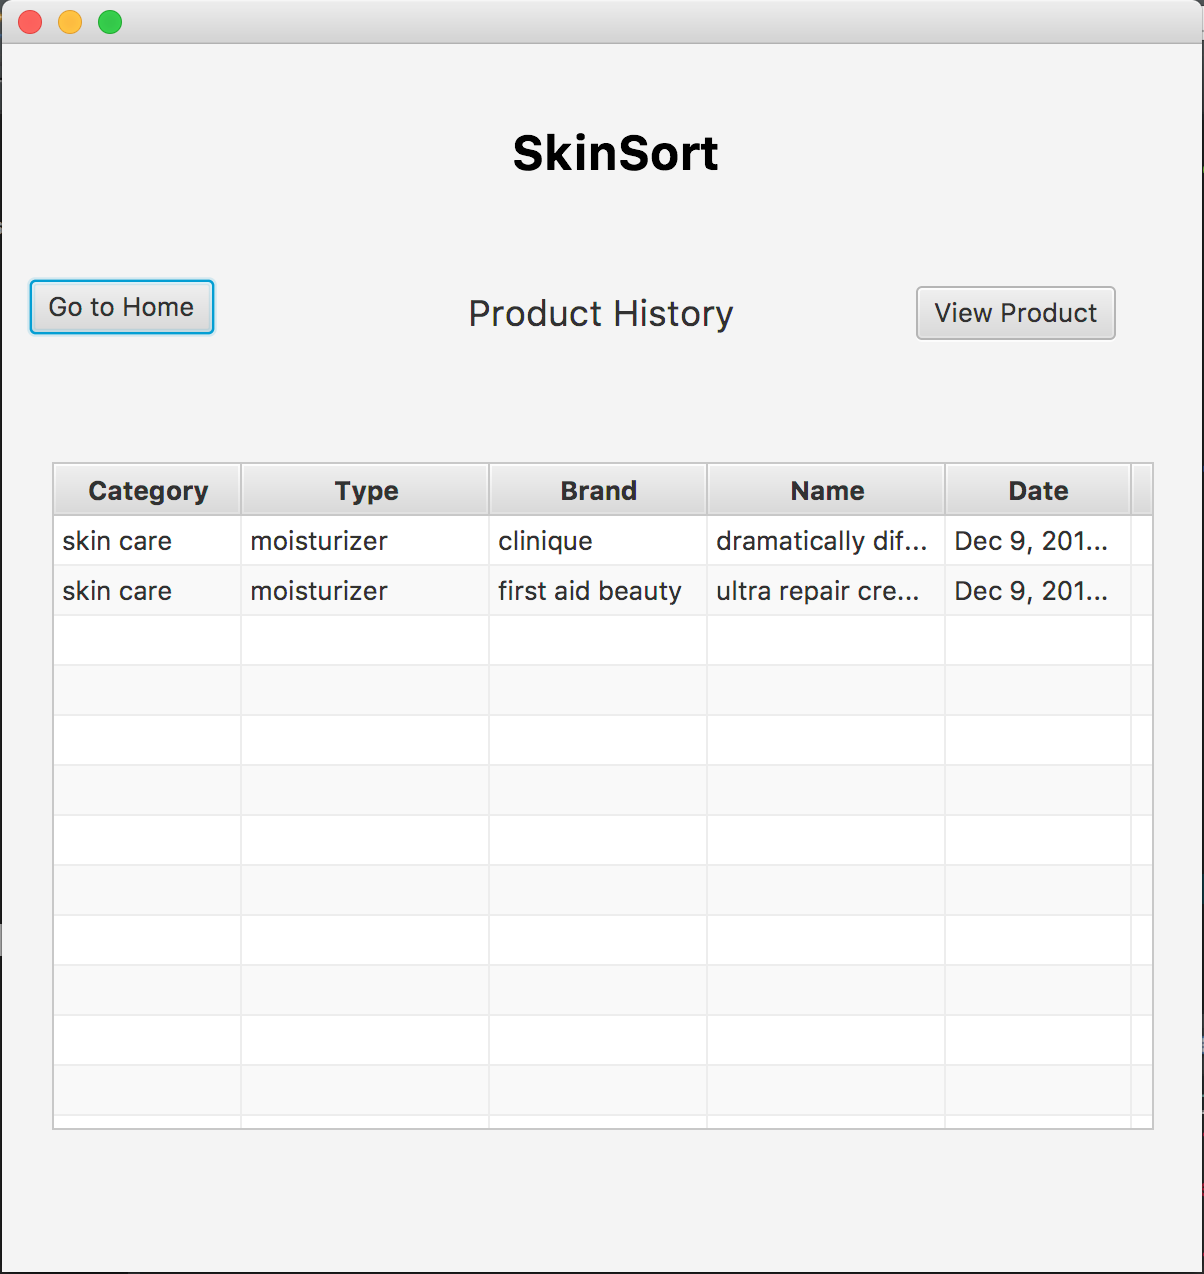 SkinSort
Go to Home
Product History
View Product
Category Type Brand Name Date
skin care moisturizer clinique dramatically dif... Dec 9, 201...
skin care moisturizer first aid beauty ultra repair cre... Dec 9, 201...